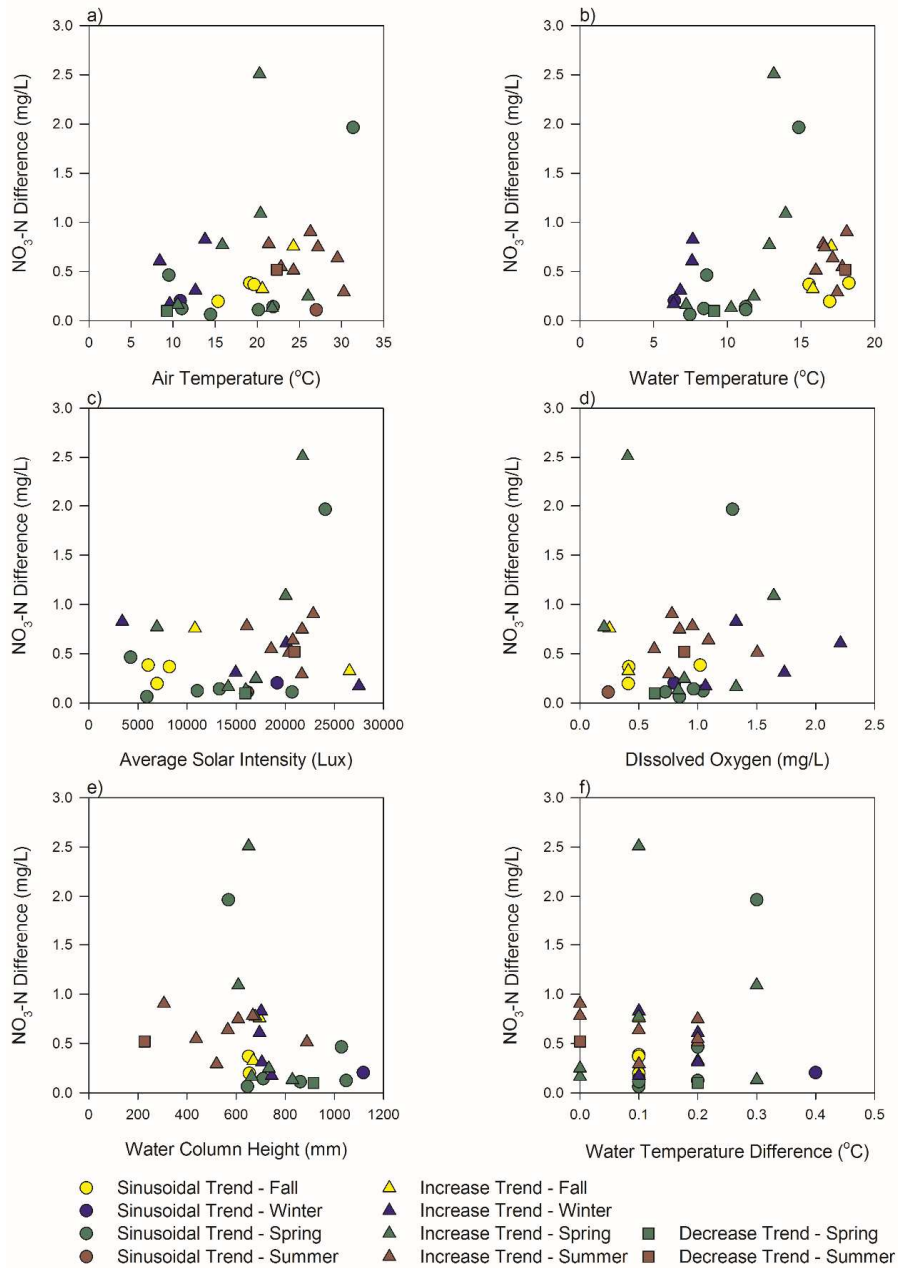 a)
3.0
2.5
2.0
1.5
1.0
0.5
0.0
NO3-N Difference (mg/L)
0 5 10 15 20 25 30 35
Air Temperature (oC)
b)
3.0
2.5
2.0
1.5
1.0
0.5
0.0
NO3-N Difference (mg/L)
0 5 10 15 20
Water Temperature (oC)
c)
3.0
2.5
2.0
1.5
1.0
0.5
0.0
NO3-N Difference (mg/L)
0 5000 10000 15000 20000 25000 30000
Average Solar Intensity (Lux)
d)
3.0
2.5
2.0
1.5
1.0
0.5
0.0
NO3-N Difference (mg/L)
0.0 0.5 1.0 1.5 2.0 2.5
DIssolved Oxygen (mg/L)
e)
3.0
2.5
2.0
1.5
1.0
0.5
0.0
NO3-N Difference (mg/L)
0 200 400 600 800 1000 1200
Water Column Height (mm)
f)
3.0
2.5
2.0
1.5
1.0
0.5
0.0
NO3-N Difference (mg/L)
0.0 0.1 0.2 0.3 0.4 0.5
Water Temperature Difference (oC)
Sinusoidal Trend - Fall
Sinusoidal Trend - Winter
Sinusoidal Trend - Spring
Sinusoidal Trend - Summer
Increase Trend - Fall
Increase Trend - Winter
Increase Trend - Spring
Increase Trend - Summer
Decrease Trend - Spring
Decrease Trend - Summer